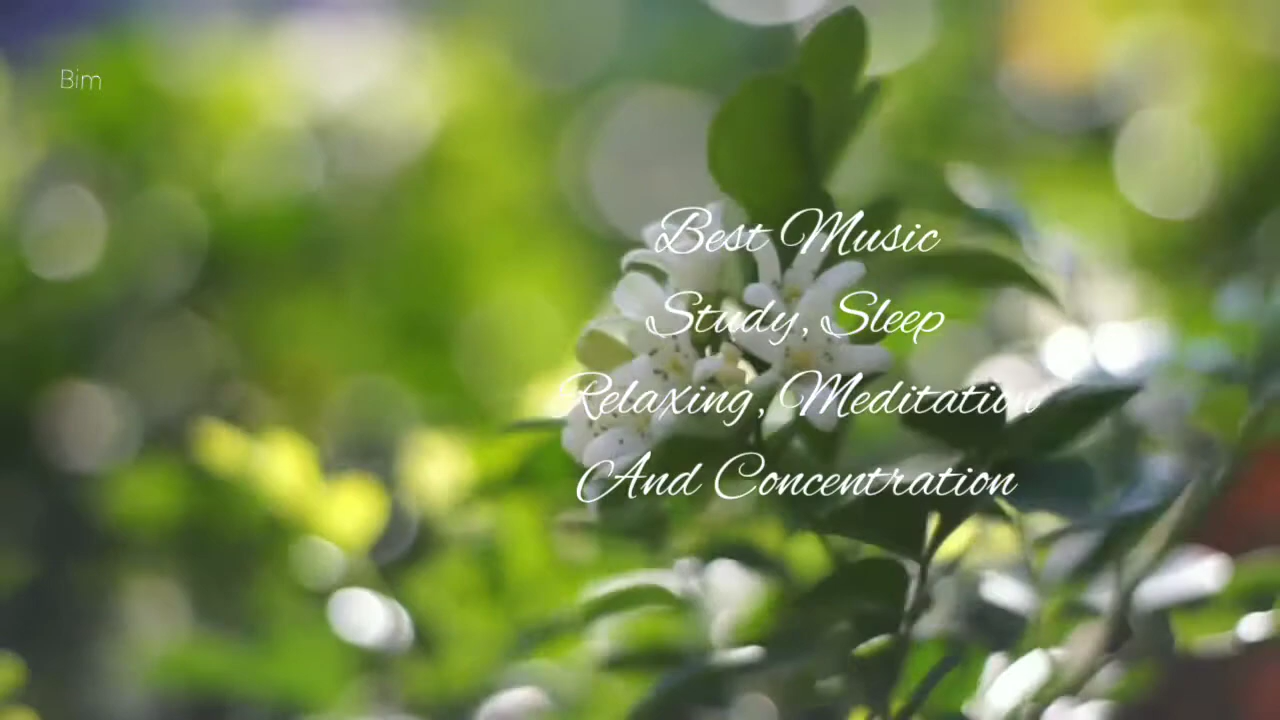 Bim
Best Music
Study, Sleep
Relaxing, Meditation
And Concentration